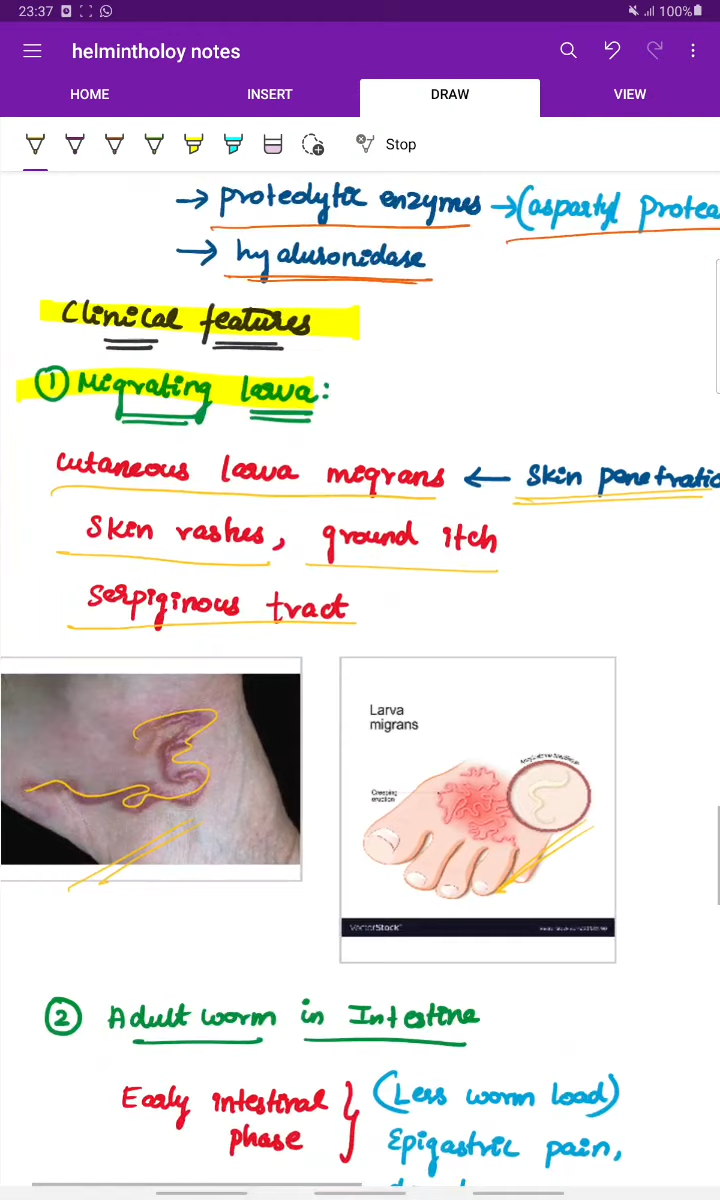 23:37 100%
helmintholoy notes
HOME INSERT DRAW VIEW
Stop
→ proteolytic enzymes → (aspartyl Protea
→ hyaluronidase
Clinical features
① Migrating larva:
cutaneous larva migrans ← Skin penetratio
Skin rashes, ground itch
Serpiginous tract
Larva
migrans
Creeping
eruption
VectorStock
② Adult worm in Intestine
Early intestinal phase } (Less worm load)
Epigastric pain,